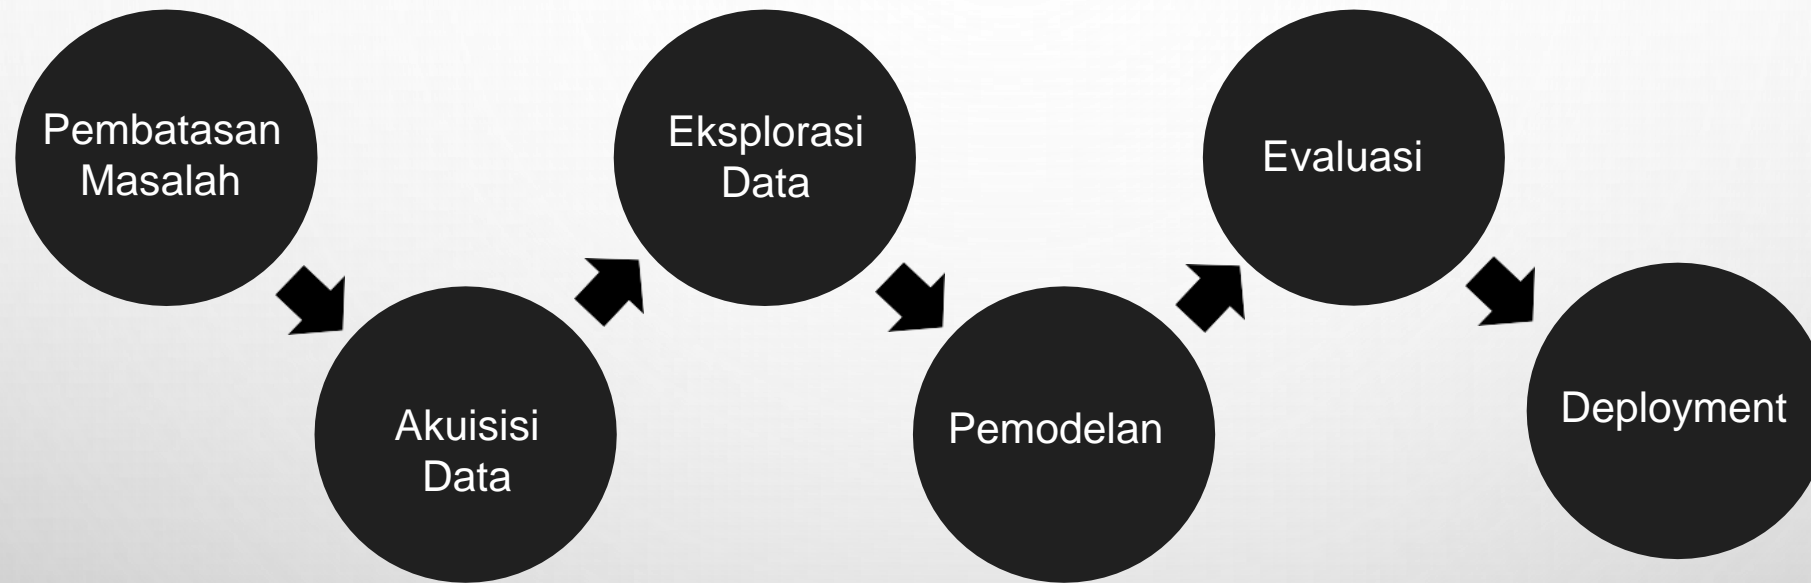 Pembatasan
Masalah
Akuisisi
Data
Eksplorasi
Data
Pemodelan
Evaluasi
Deployment